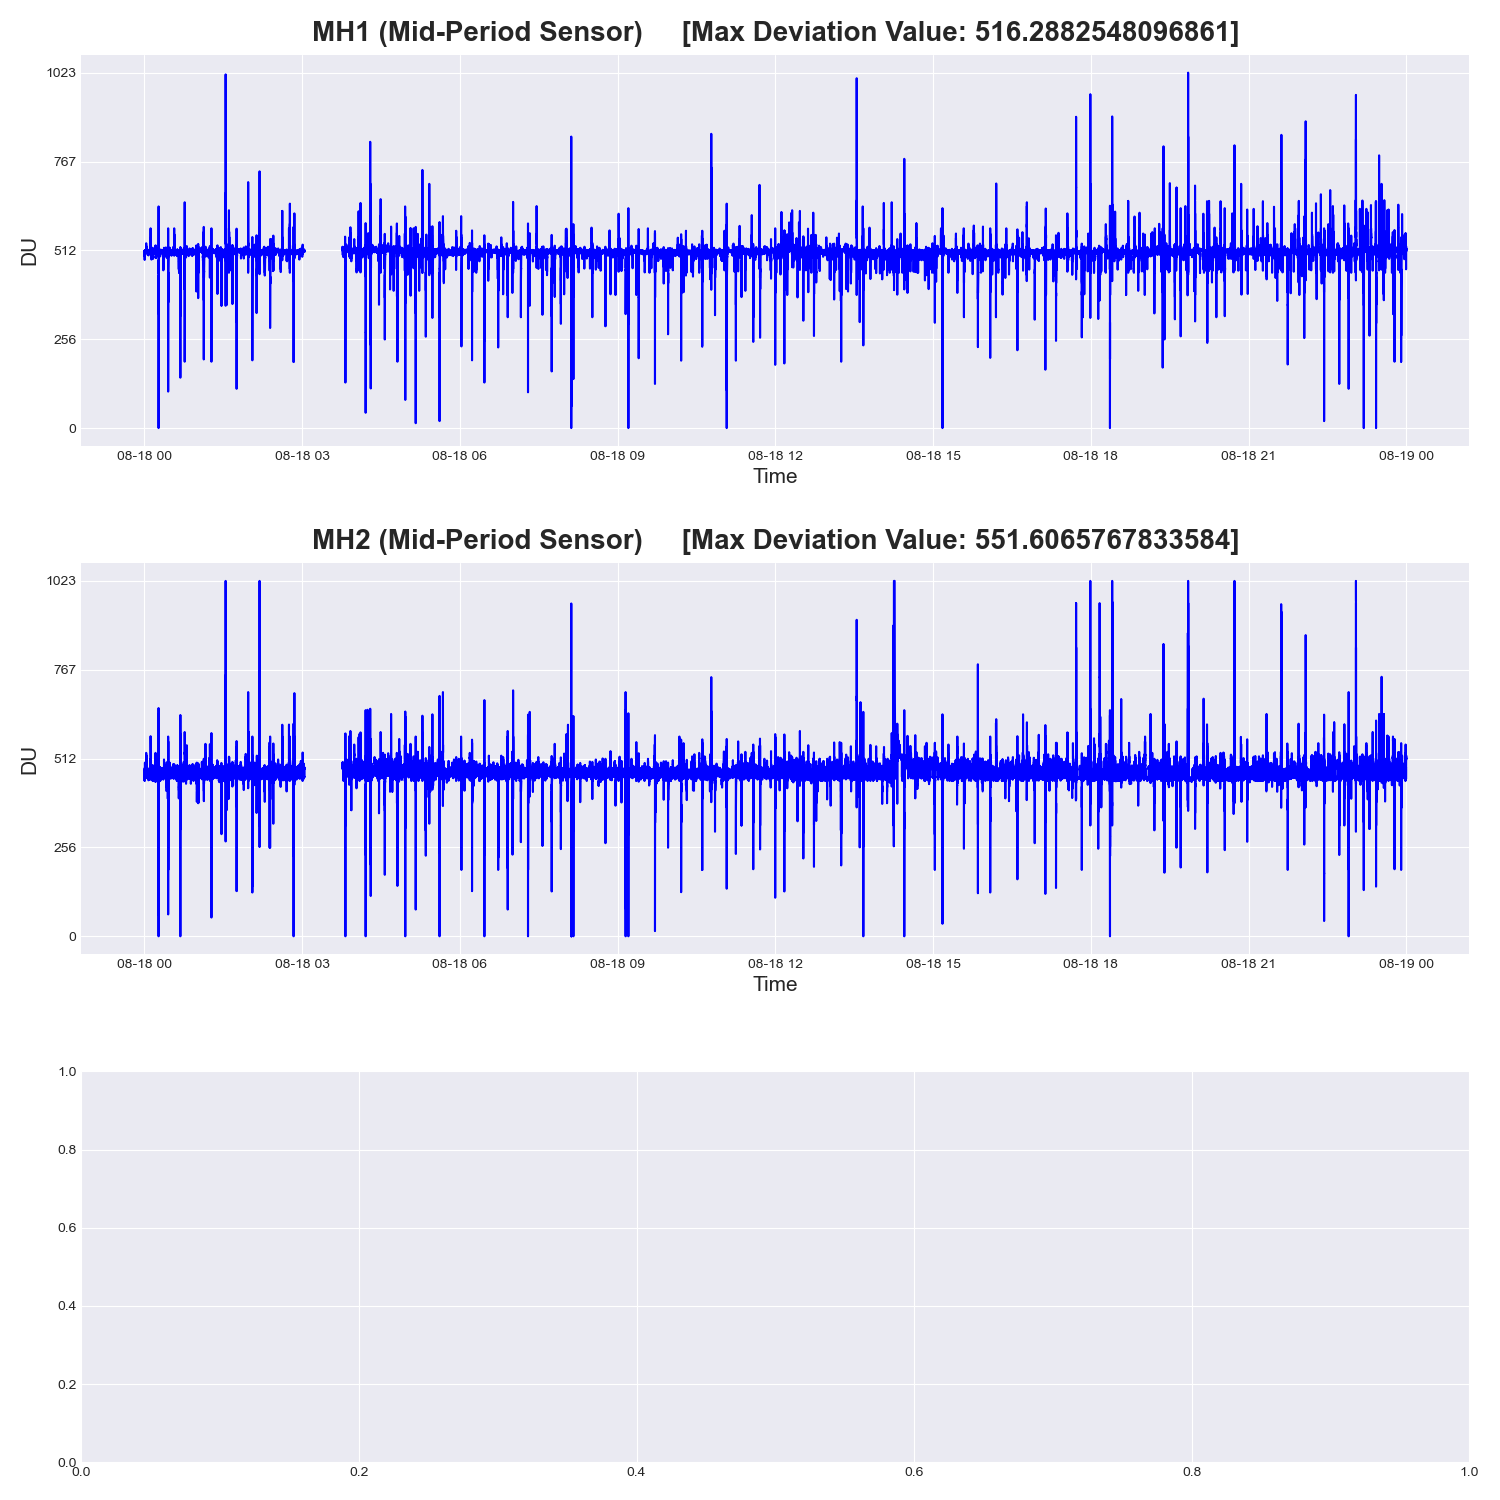 MH1 (Mid-Period Sensor) [Max Deviation Value: 516.2882548096861]
1023
767
512
256
0
DU
08-18 00 08-18 03 08-18 06 08-18 09 08-18 12 08-18 15 08-18 18 08-18 21 08-19 00
Time
MH2 (Mid-Period Sensor) [Max Deviation Value: 551.6065767833584]
1023
767
512
256
0
DU
08-18 00 08-18 03 08-18 06 08-18 09 08-18 12 08-18 15 08-18 18 08-18 21 08-19 00
Time
1.0
0.8
0.6
0.4
0.2
0.0
0.0 0.2 0.4 0.6 0.8 1.0